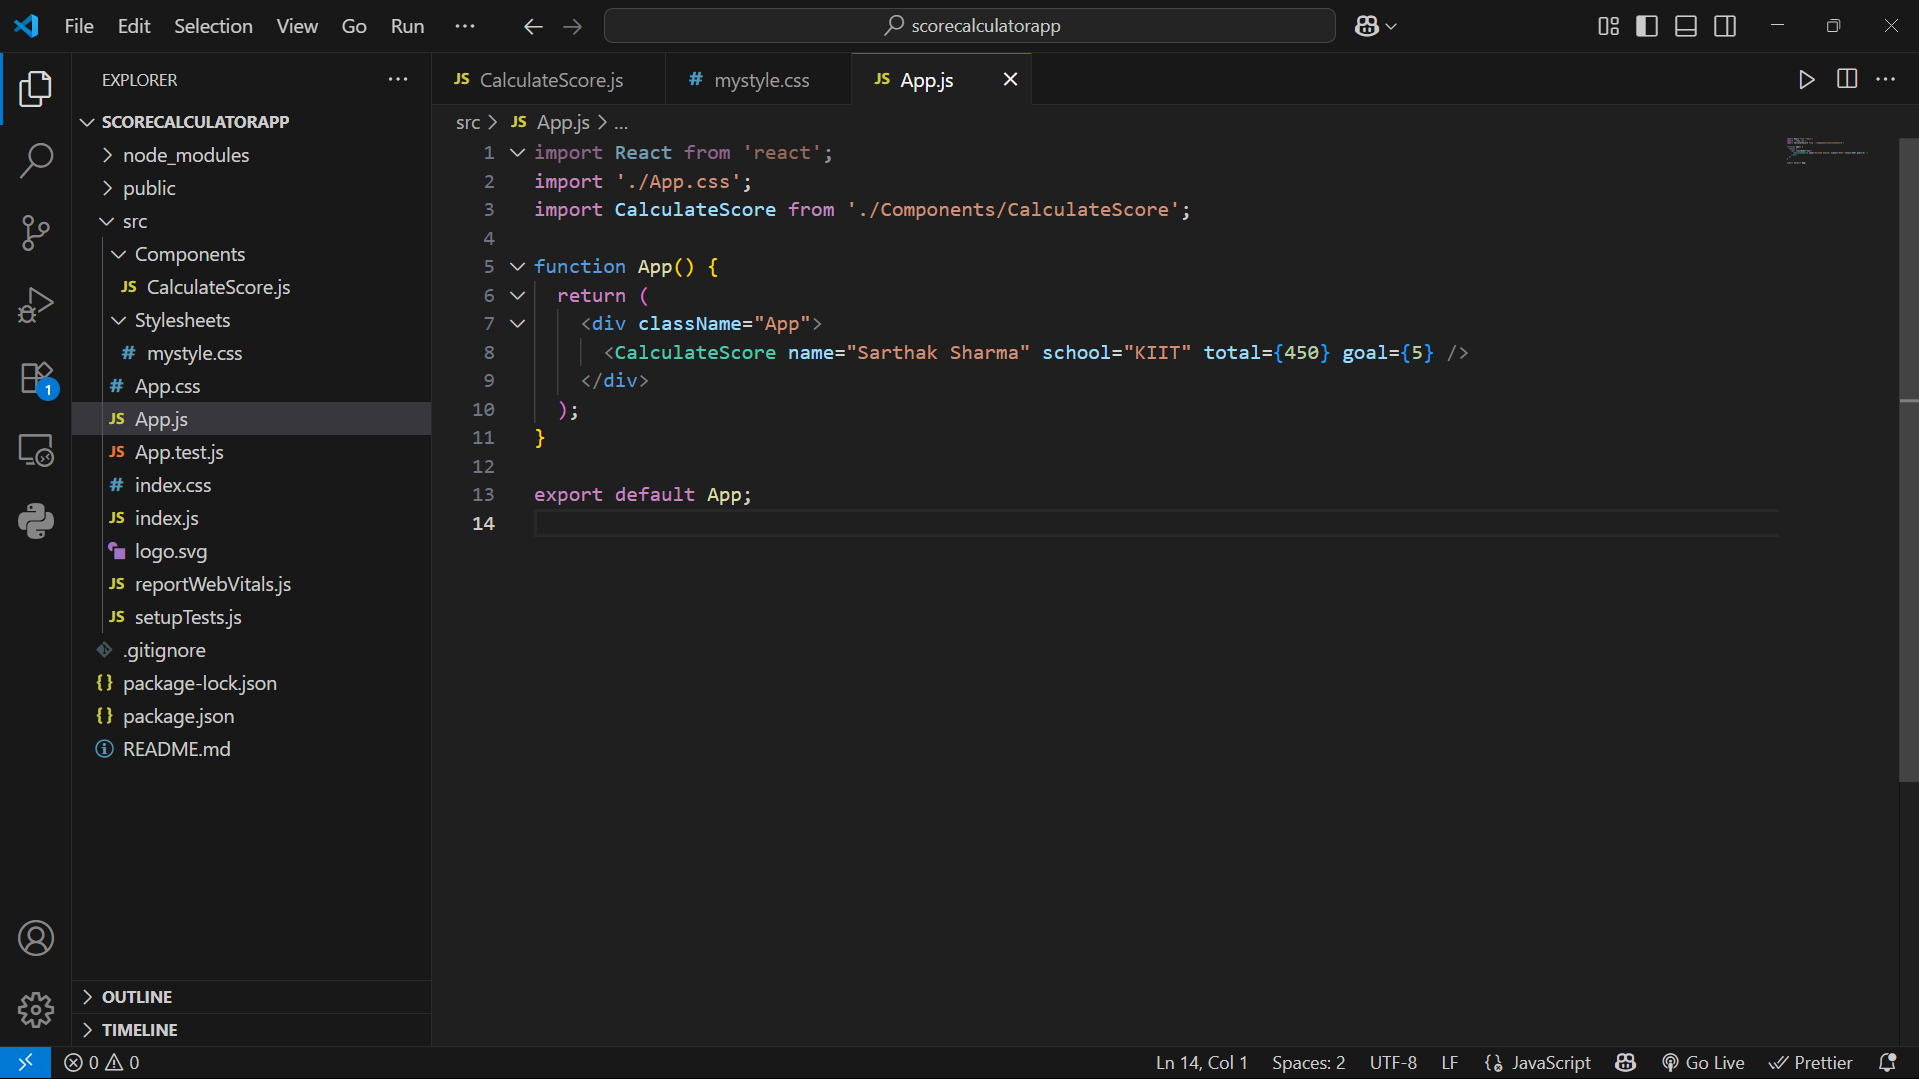 File Edit Selection View Go Run ··· scorecalculatorapp
EXPLORER ···
SCORECALCULATORAPP
node_modules
public
src
Components
JS CalculateScore.js
Stylesheets
# mystyle.css
# App.css
JS App.js
JS App.test.js
# index.css
JS index.js
logo.svg
JS reportWebVitals.js
JS setupTests.js
.gitignore
{} package-lock.json
{} package.json
README.md
1
OUTLINE
TIMELINE
JS CalculateScore.js # mystyle.css JS App.js
src > JS App.js > ...
1 import React from 'react';
2 import './App.css';
3 import CalculateScore from './Components/CalculateScore';
4
5 function App() {
6 return (
7 <div className="App">
8 <CalculateScore name="Sarthak Sharma" school="KIIT" total={450} goal={5} />
9 </div>
10 );
11 }
12
13 export default App;
14
0 0 Ln 14, Col 1 Spaces: 2 UTF-8 LF JavaScript Go Live Prettier